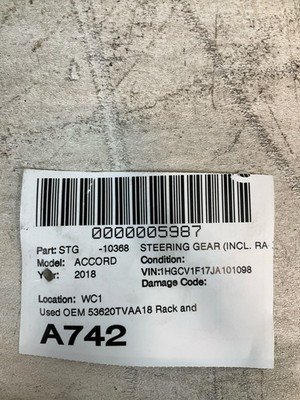 0000005987
Part: STG -10368 STEERING GEAR (INCL. RA
Model: ACCORD Condition:
Year: 2018 VIN:1HGCV1F17JA101098
Damage Code:
Location: WC1
Used OEM 53620TVAA18 Rack and
A742